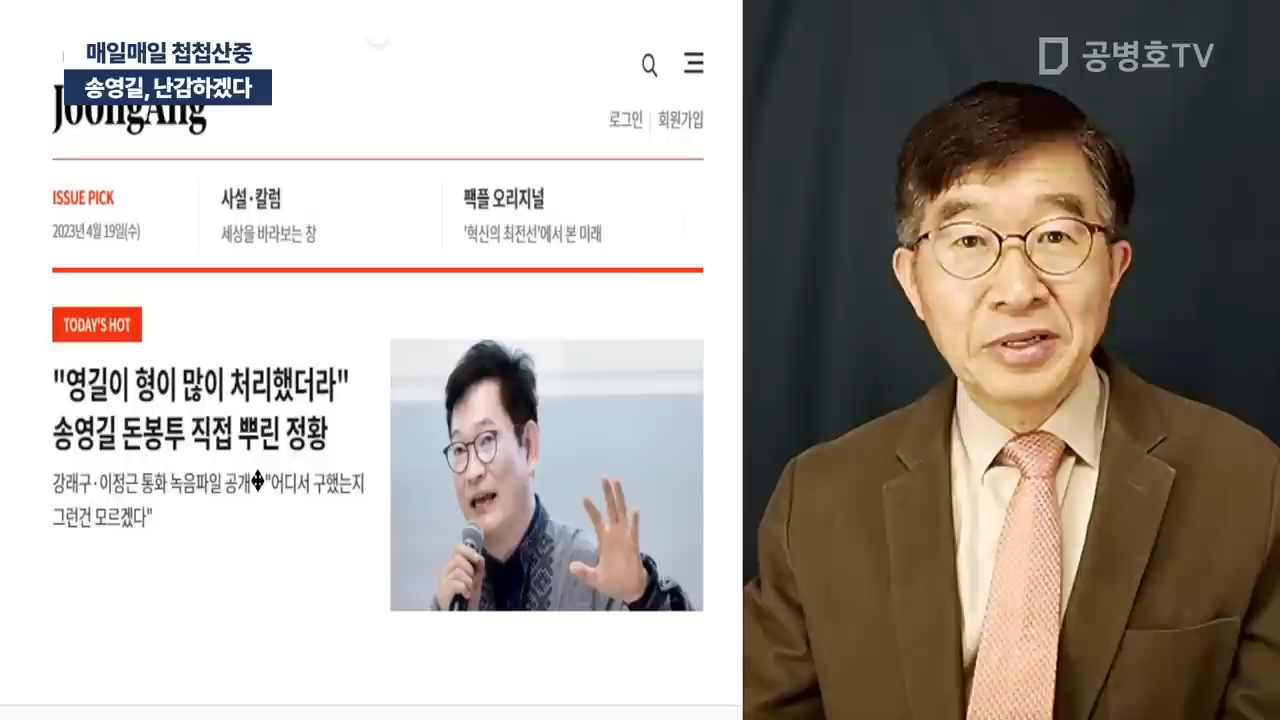 매일매일 첩첩산중
송영길, 난감하겠다
JoongAng
공병호TV
로그인 회원가입
ISSUE PICK
2023년 4월 19일(수)
사설·칼럼
세상을 바라보는 창
팩플 오리지널
'혁신의 최전선'에서 본 미래
TODAY'S HOT
"영길이 형이 많이 처리했더라"
송영길 돈봉투 직접 뿌린 정황
강래구·이정근 통화 녹음파일 공개 "어디서 구했는지
그런건 모르겠다"